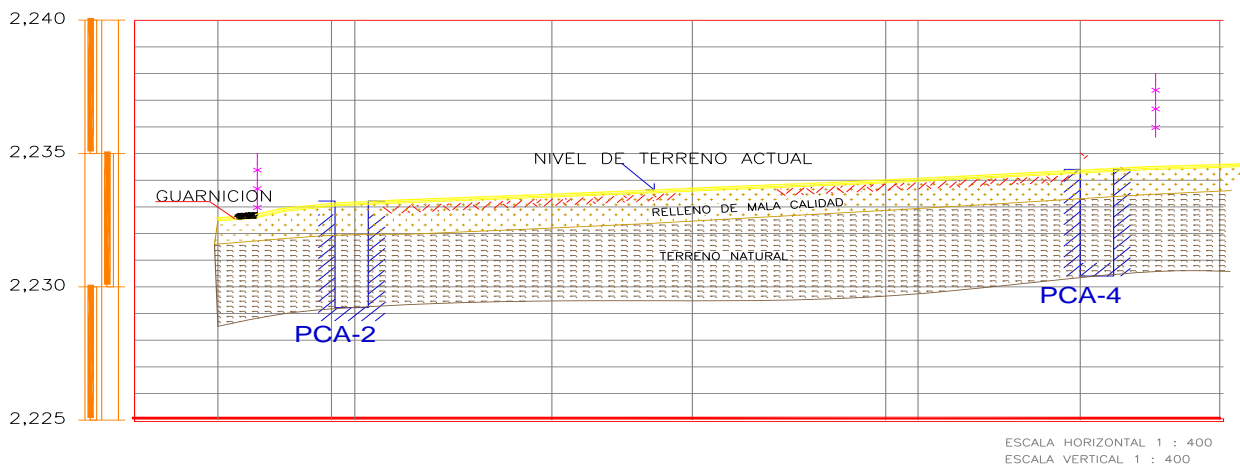 2,240
2,235
NIVEL DE TERRENO ACTUAL
GUARNICION
RELLENO DE MALA CALIDAD
TERRENO NATURAL
2,230
PCA-4
PCA-2
2,225
ESCALA HORIZONTAL 1 : 400
ESCALA VERTICAL 1 : 400